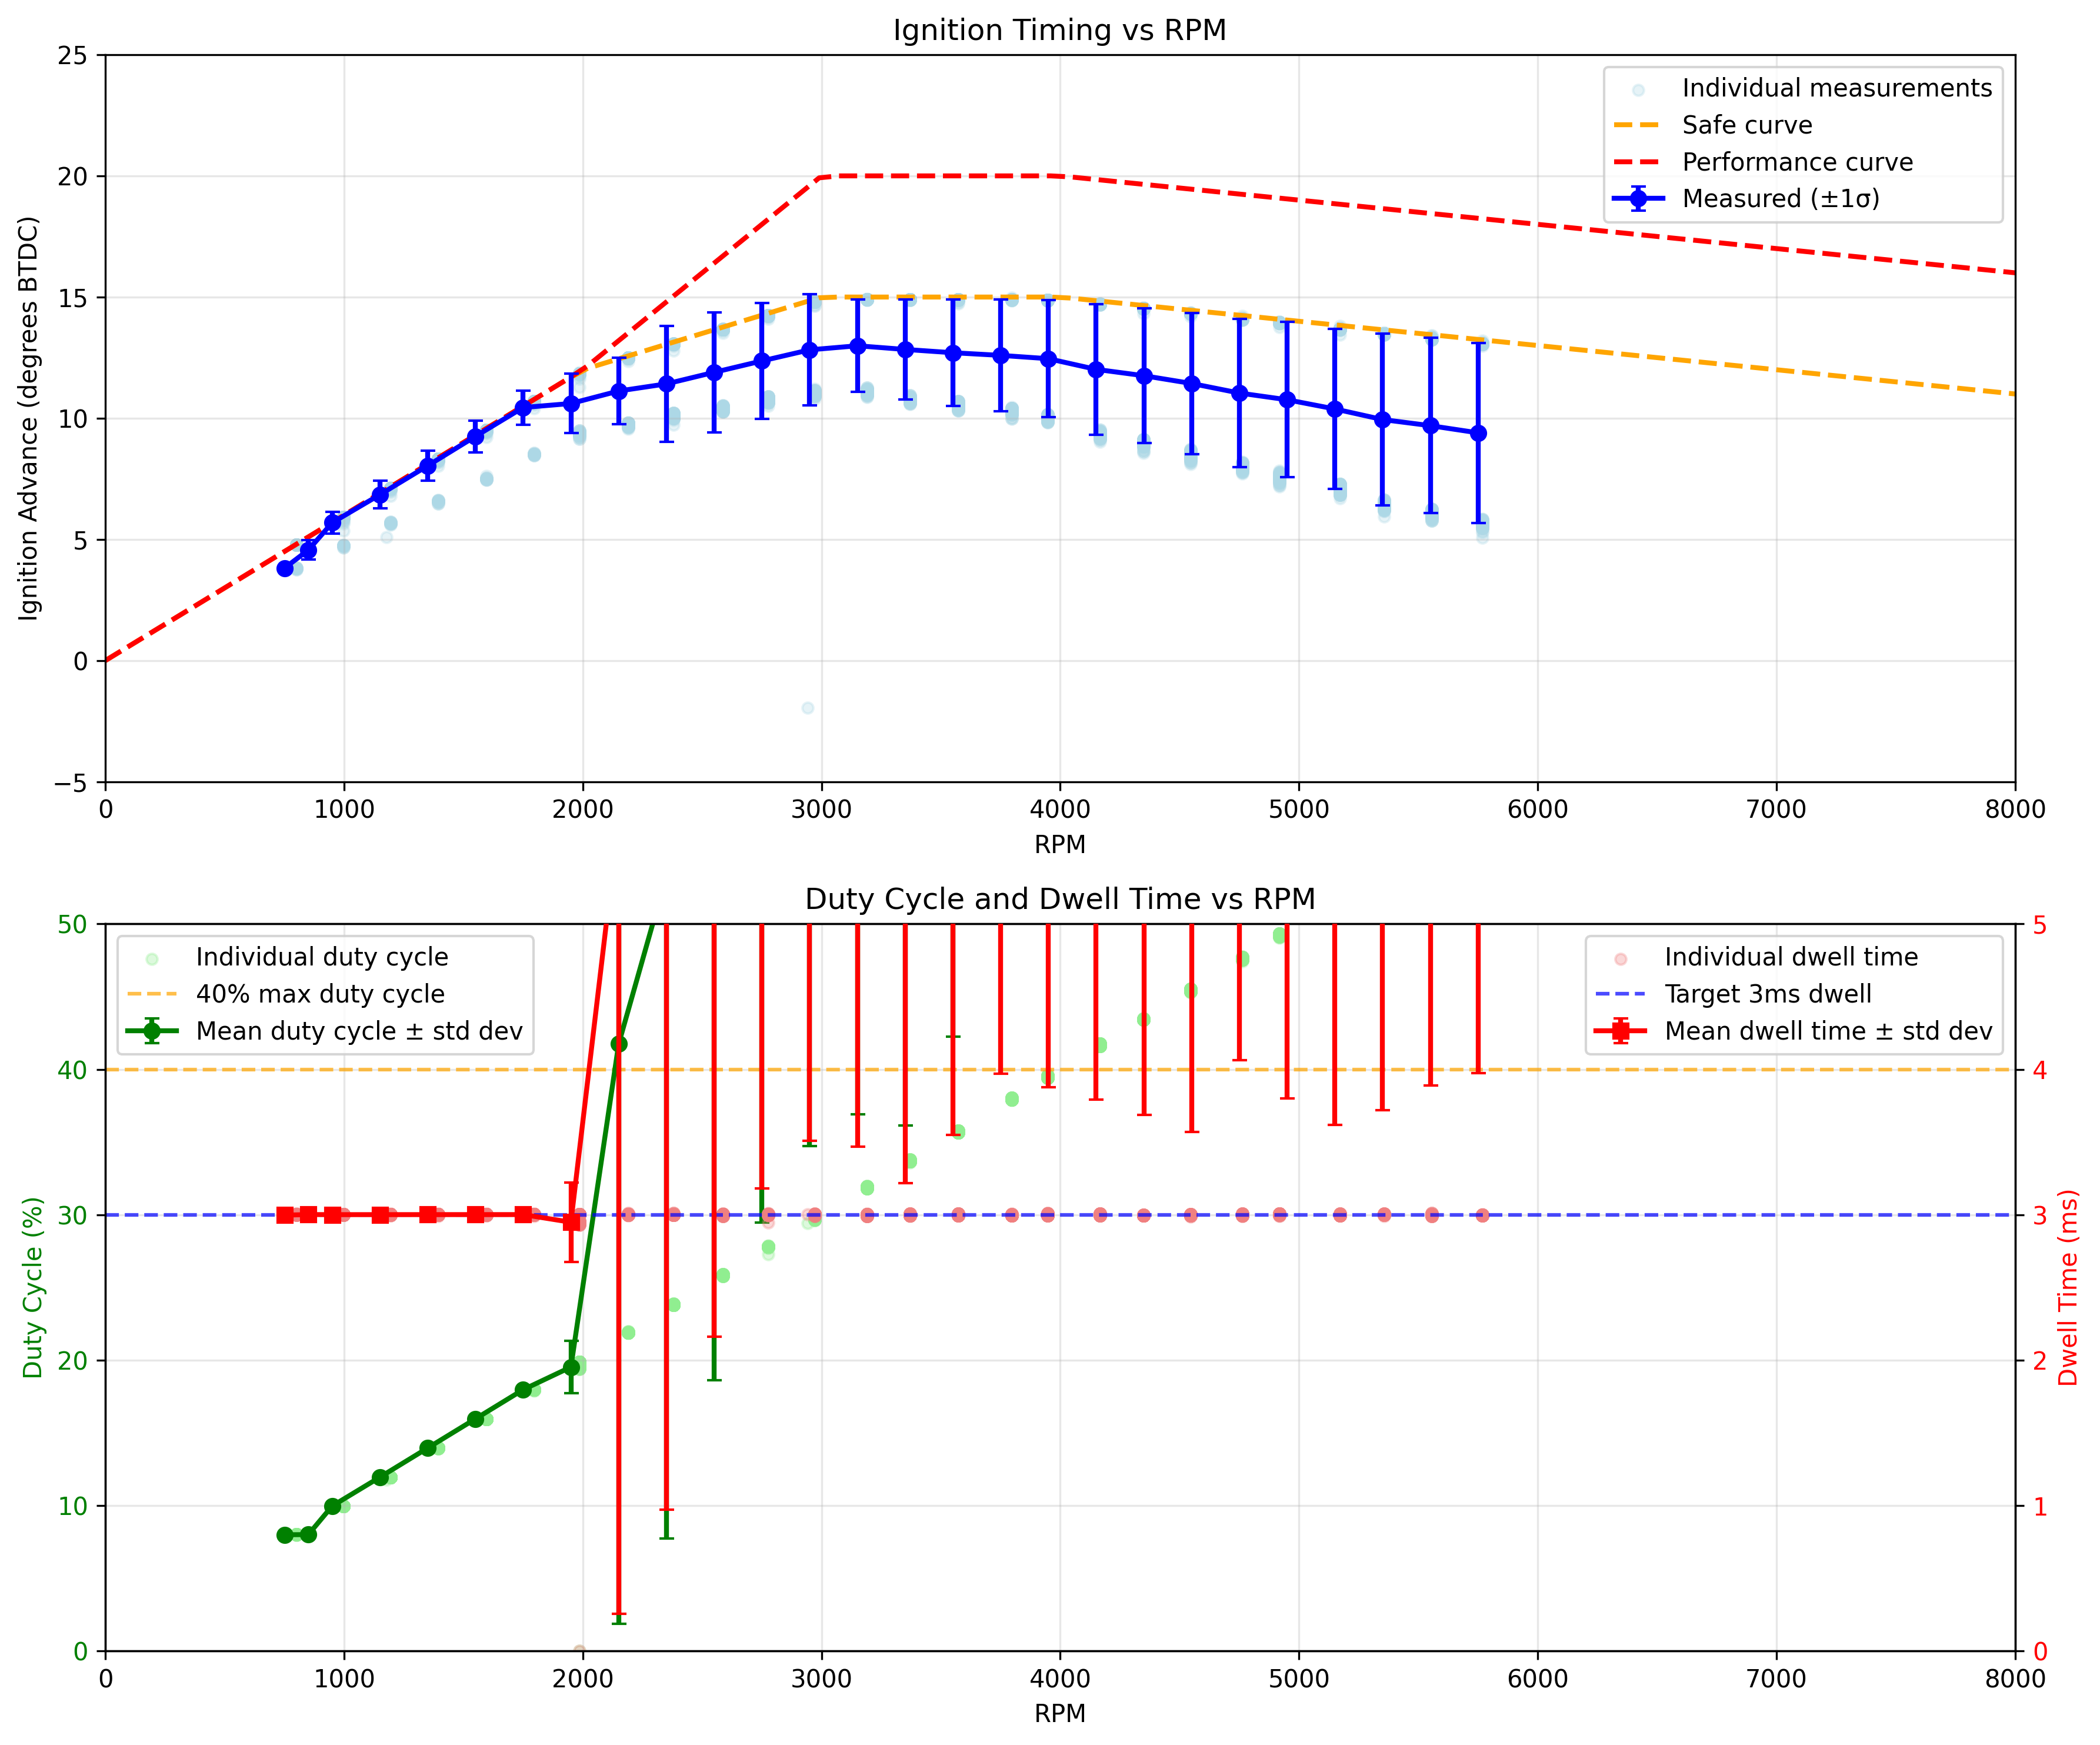 Ignition Timing vs RPM
25
20
15
10
5
0
−5
Ignition Advance (degrees BTDC)
Individual measurements
Safe curve
Performance curve
Measured (±1σ)
0 1000 2000 3000 4000 5000 6000 7000 8000
RPM
Duty Cycle and Dwell Time vs RPM
50
40
30
20
10
0
Duty Cycle (%)
Individual duty cycle
40% max duty cycle
Mean duty cycle ± std dev
Individual dwell time
Target 3ms dwell
Mean dwell time ± std dev
5
4
3
2
1
0
Dwell Time (ms)
0 1000 2000 3000 4000 5000 6000 7000 8000
RPM